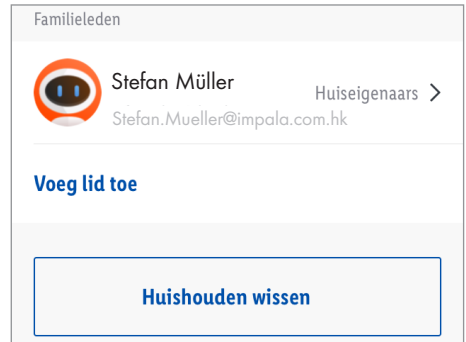 Familieleden
Stefan Müller
Huiseigenaars
Stefan.Mueller@impala.com.hk
Voeg lid toe
Huishouden wissen